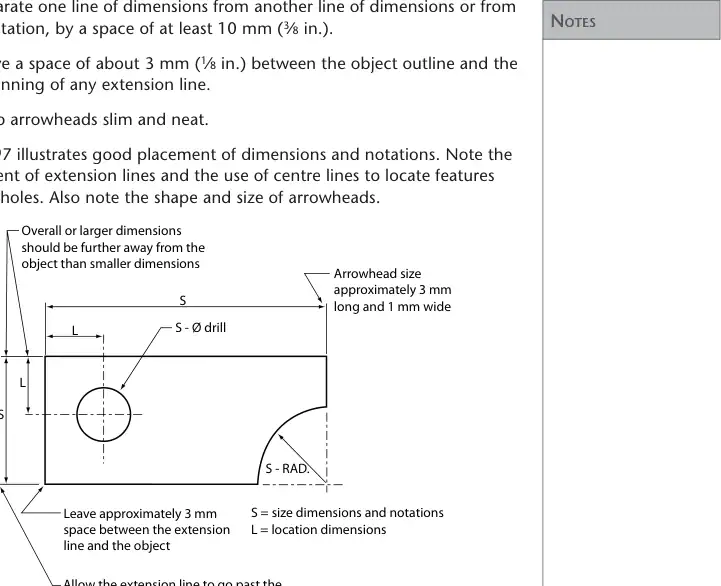 arate one line of dimensions from another line of dimensions or from
tation, by a space of at least 10 mm (⅜ in.).
ve a space of about 3 mm (⅛ in.) between the object outline and the
nning of any extension line.
p arrowheads slim and neat.
97 illustrates good placement of dimensions and notations. Note the
ent of extension lines and the use of centre lines to locate features
holes. Also note the shape and size of arrowheads.
NOTES
Overall or larger dimensions
should be further away from the
object than smaller dimensions
Arrowhead size
approximately 3 mm
long and 1 mm wide
S
L
S - Ø drill
L
S
S - RAD.
Leave approximately 3 mm
space between the extension
line and the object
S = size dimensions and notations
L = location dimensions
Allow the extension line to go past the